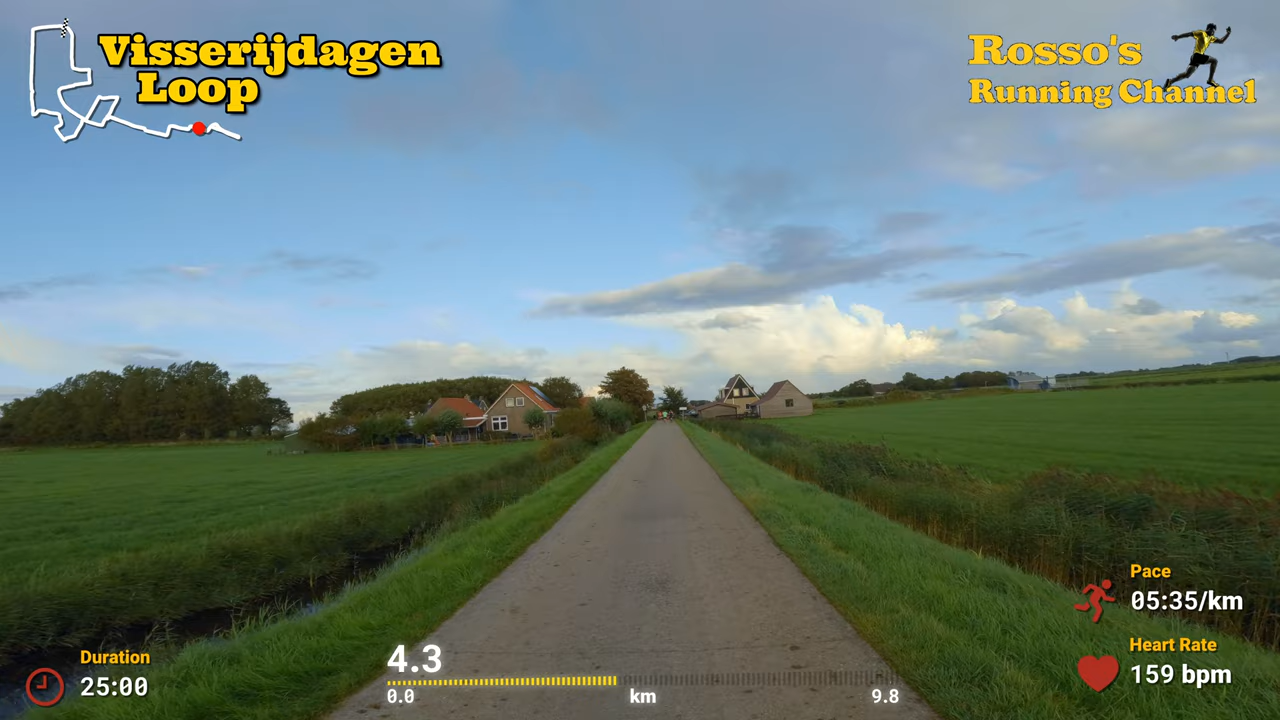 Visserijdagen
Loop
Rosso's
Running Channel
Pace
05:35/km
Heart Rate
159 bpm
Duration
25:00
4.3
0.0 km 9.8